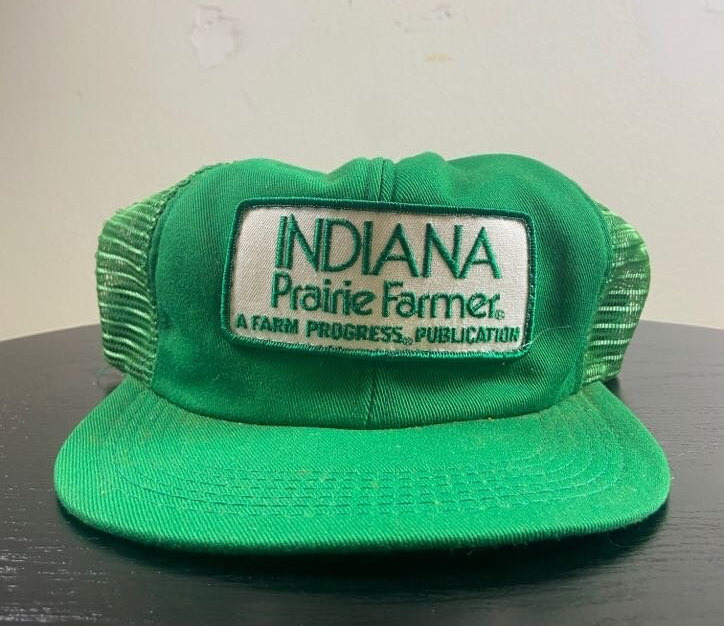 INDIANA
Prairie Farmer®
A FARM PROGRESS® PUBLICATION